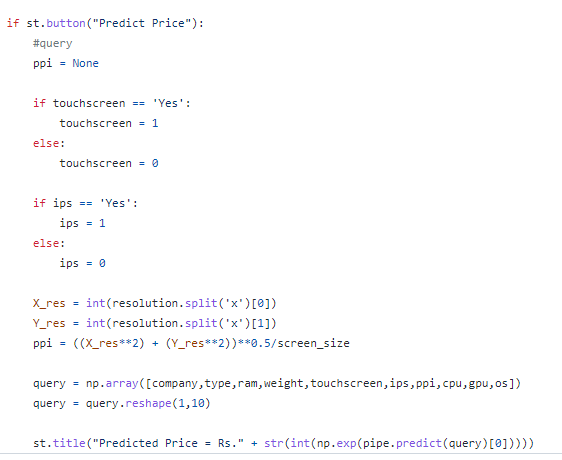 if st.button("Predict Price"):
    #query
    ppi = None

    if touchscreen == 'Yes':
        touchscreen = 1
    else:
        touchscreen = 0

    if ips == 'Yes':
        ips = 1
    else:
        ips = 0

    X_res = int(resolution.split('x')[0])
    Y_res = int(resolution.split('x')[1])
    ppi = ((X_res**2) + (Y_res**2))**0.5/screen_size

    query = np.array([company,type,ram,weight,touchscreen,ips,ppi,cpu,gpu,os])
    query = query.reshape(1,10)

    st.title("Predicted Price = Rs." + str(int(np.exp(pipe.predict(query)[0]))))